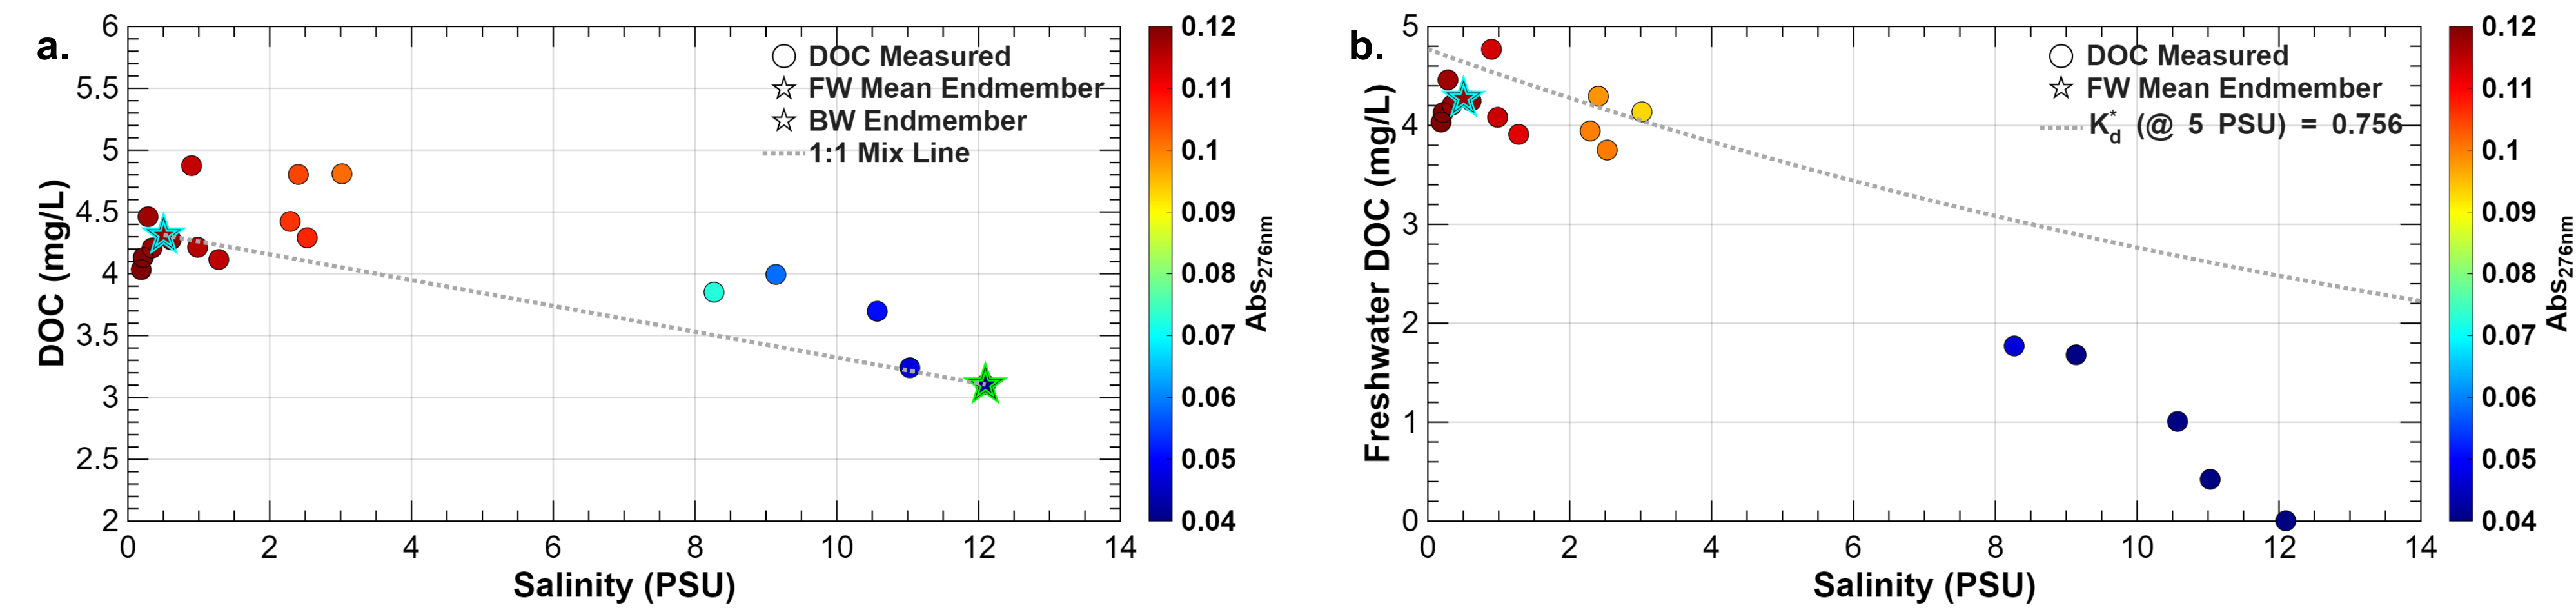 a.
DOC Measured
FW Mean Endmember
BW Endmember
1:1 Mix Line
6
5.5
5
4.5
4
3.5
3
2.5
2
DOC (mg/L)
0 2 4 6 8 10 12 14
Salinity (PSU)
0.12
0.11
0.1
0.09
0.08
0.07
0.06
0.05
0.04
Abs276nm
b.
DOC Measured
FW Mean Endmember
K*d (@ 5 PSU) = 0.756
5
4
3
2
1
0
Freshwater DOC (mg/L)
0 2 4 6 8 10 12 14
Salinity (PSU)
0.12
0.11
0.1
0.09
0.08
0.07
0.06
0.05
0.04
Abs276nm